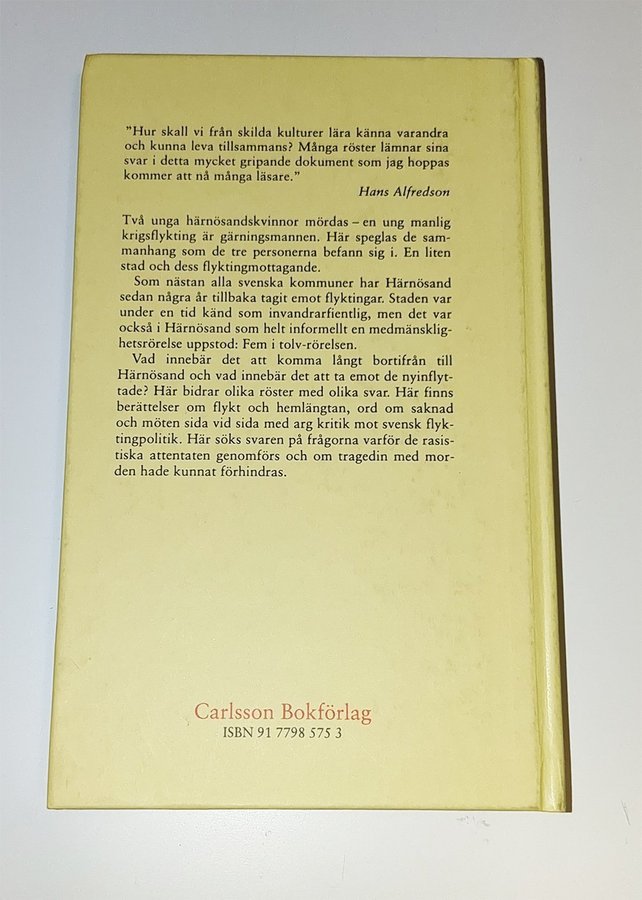 ”Hur skall vi från skilda kulturer lära känna varandra
och kunna leva tillsammans? Många röster lämnar sina
svar i detta mycket gripande dokument som jag hoppas
kommer att nå många läsare.”
Hans Alfredson
Två unga härnösandskvinnor mördas – en ung manlig
krigsflykting är gärningsmannen. Här speglas de sam-
manhang som de tre personerna befann sig i. En liten
stad och dess flyktingmottagande.
Som nästan alla svenska kommuner har Härnösand
sedan några år tillbaka tagit emot flyktingar. Staden var
under en tid känd som invandrarfientlig, men det var
också i Härnösand som helt informellt en medmänsklig-
hetsrörelse uppstod: Fem i tolv-rörelsen.
Vad innebär det att komma långt bortifrån till
Härnösand och vad innebär det att ta emot de nyinflyt-
tade? Här bidrar olika röster med olika svar. Här finns
berättelser om flykt och hemlängtan, ord om saknad
och möten sida vid sida med arg kritik mot svensk flyk-
tingpolitik. Här söks svaren på frågorna varför de rasis-
tiska attentaten genomförs och om tragedin med mor-
den hade kunnat förhindras.
Carlsson Bokförlag
ISBN 91 7798 575 3